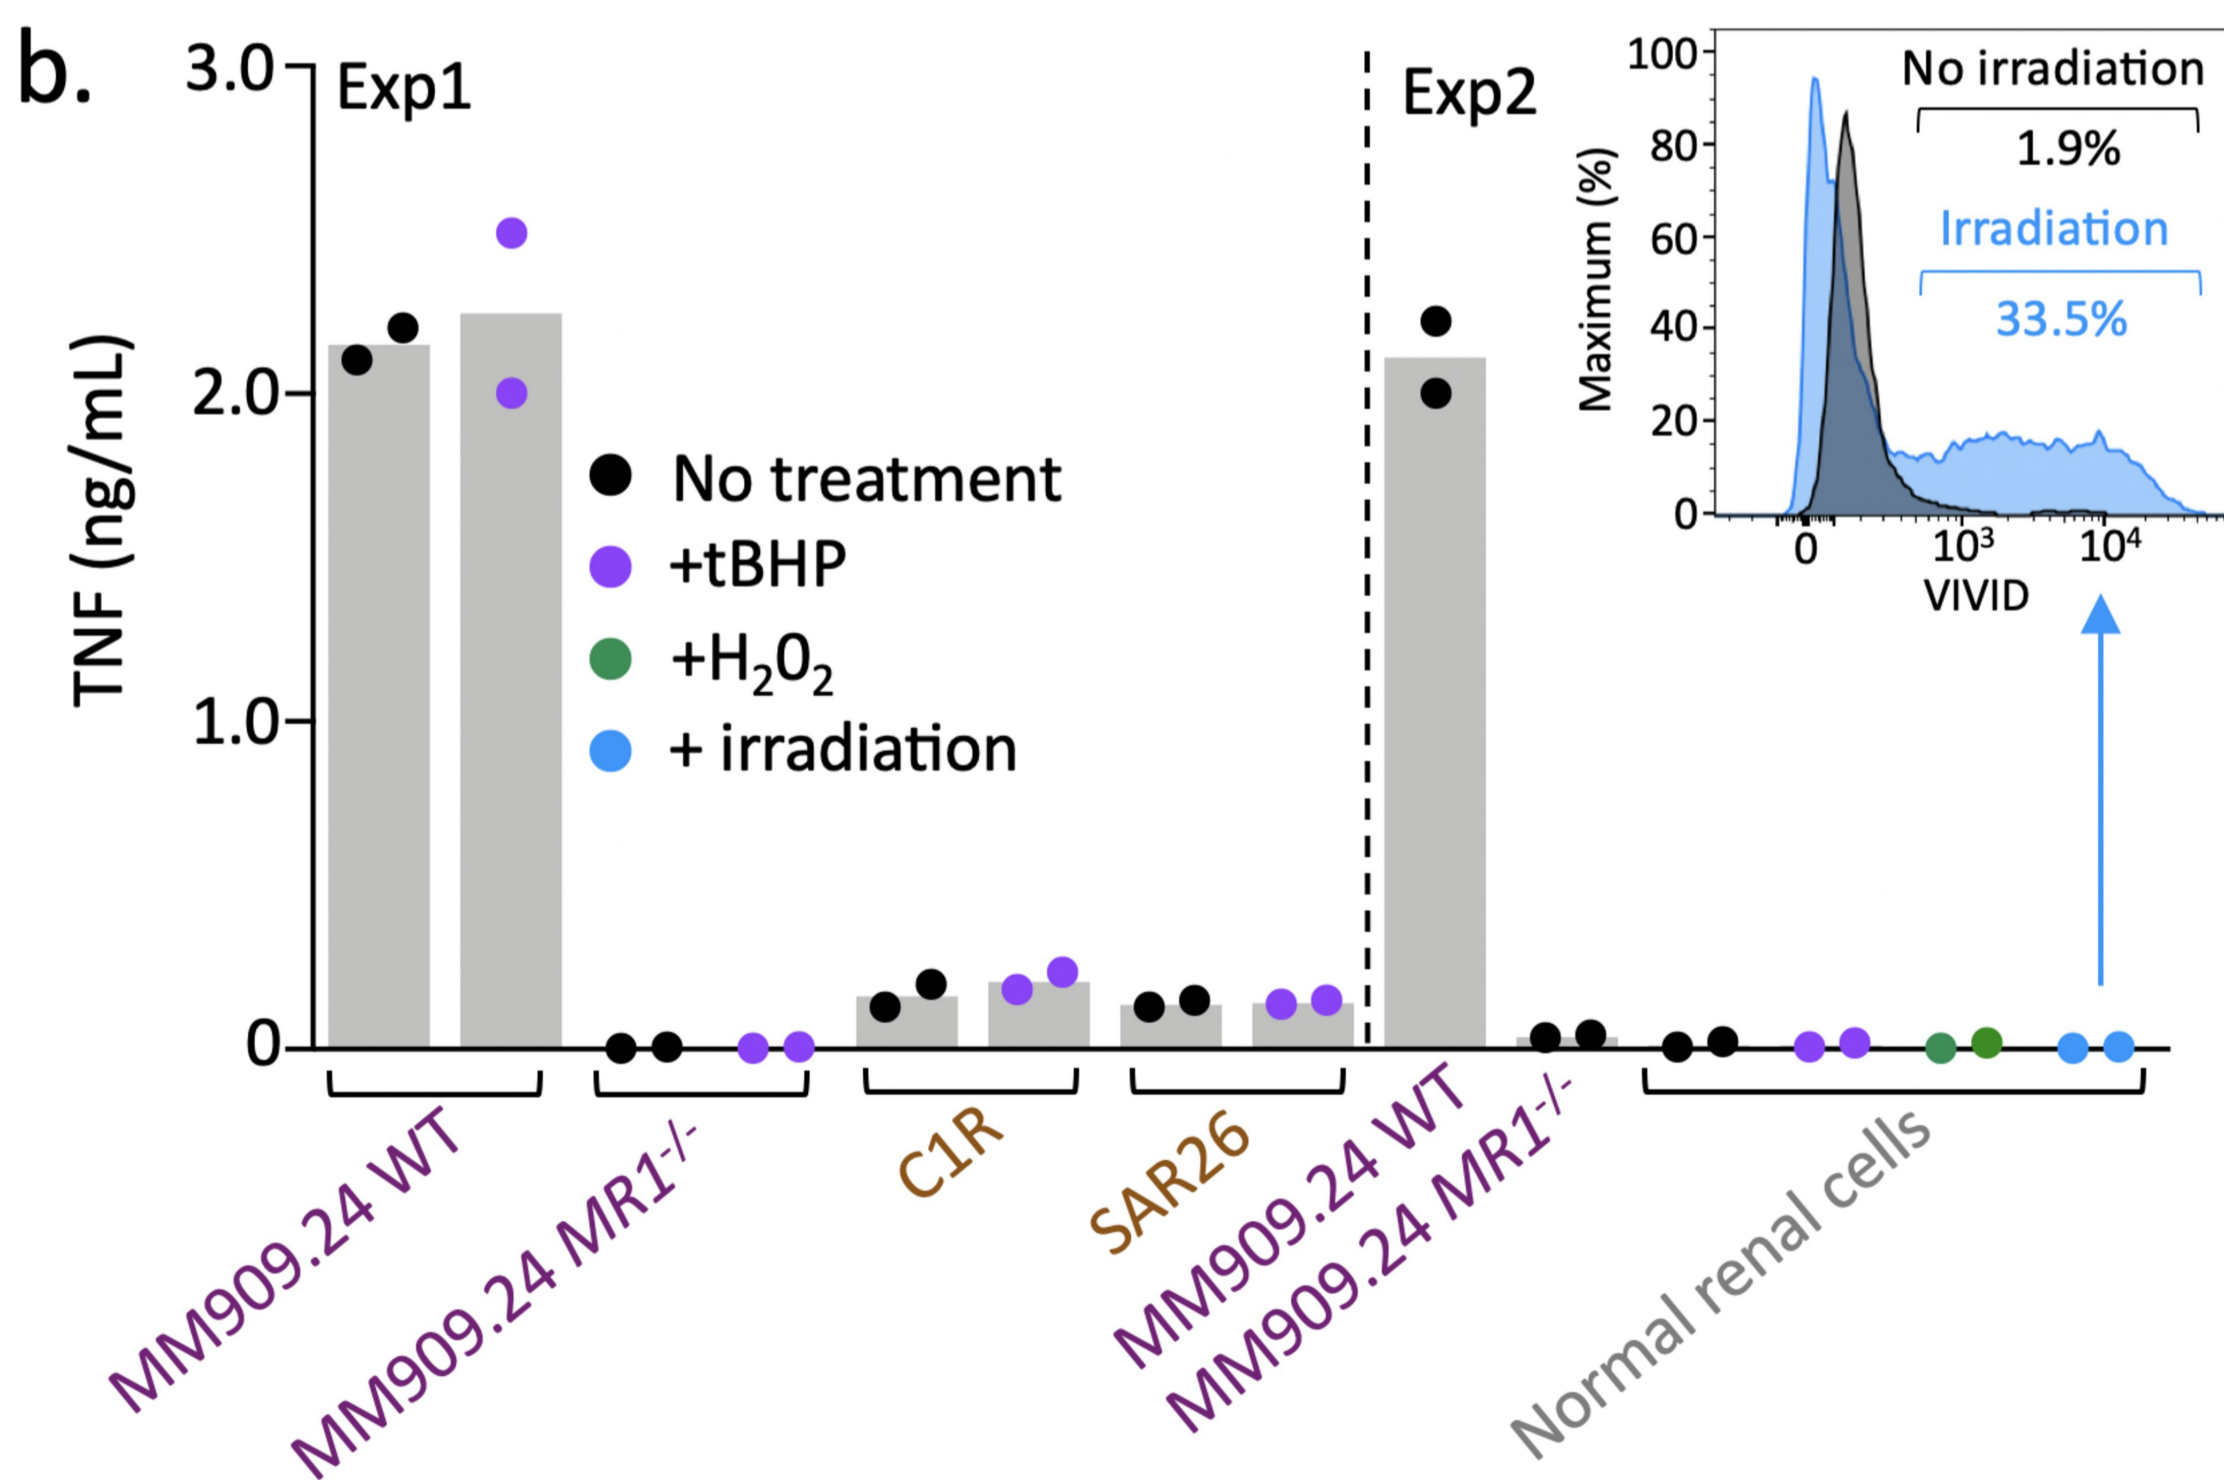 b.
Exp1
Exp2
TNF (ng/mL)
3.0
2.0
1.0
0
No treatment
+tBHP
+H₂0₂
+ irradiation
Maximum (%)
100
80
60
40
20
0
No irradiation
1.9%
Irradiation
33.5%
0
10³
10⁴
VIVID
MM909.24 WT
MM909.24 MR1⁻/⁻
C1R
SAR26
MM909.24 WT
MM909.24 MR1⁻/⁻
Normal renal cells